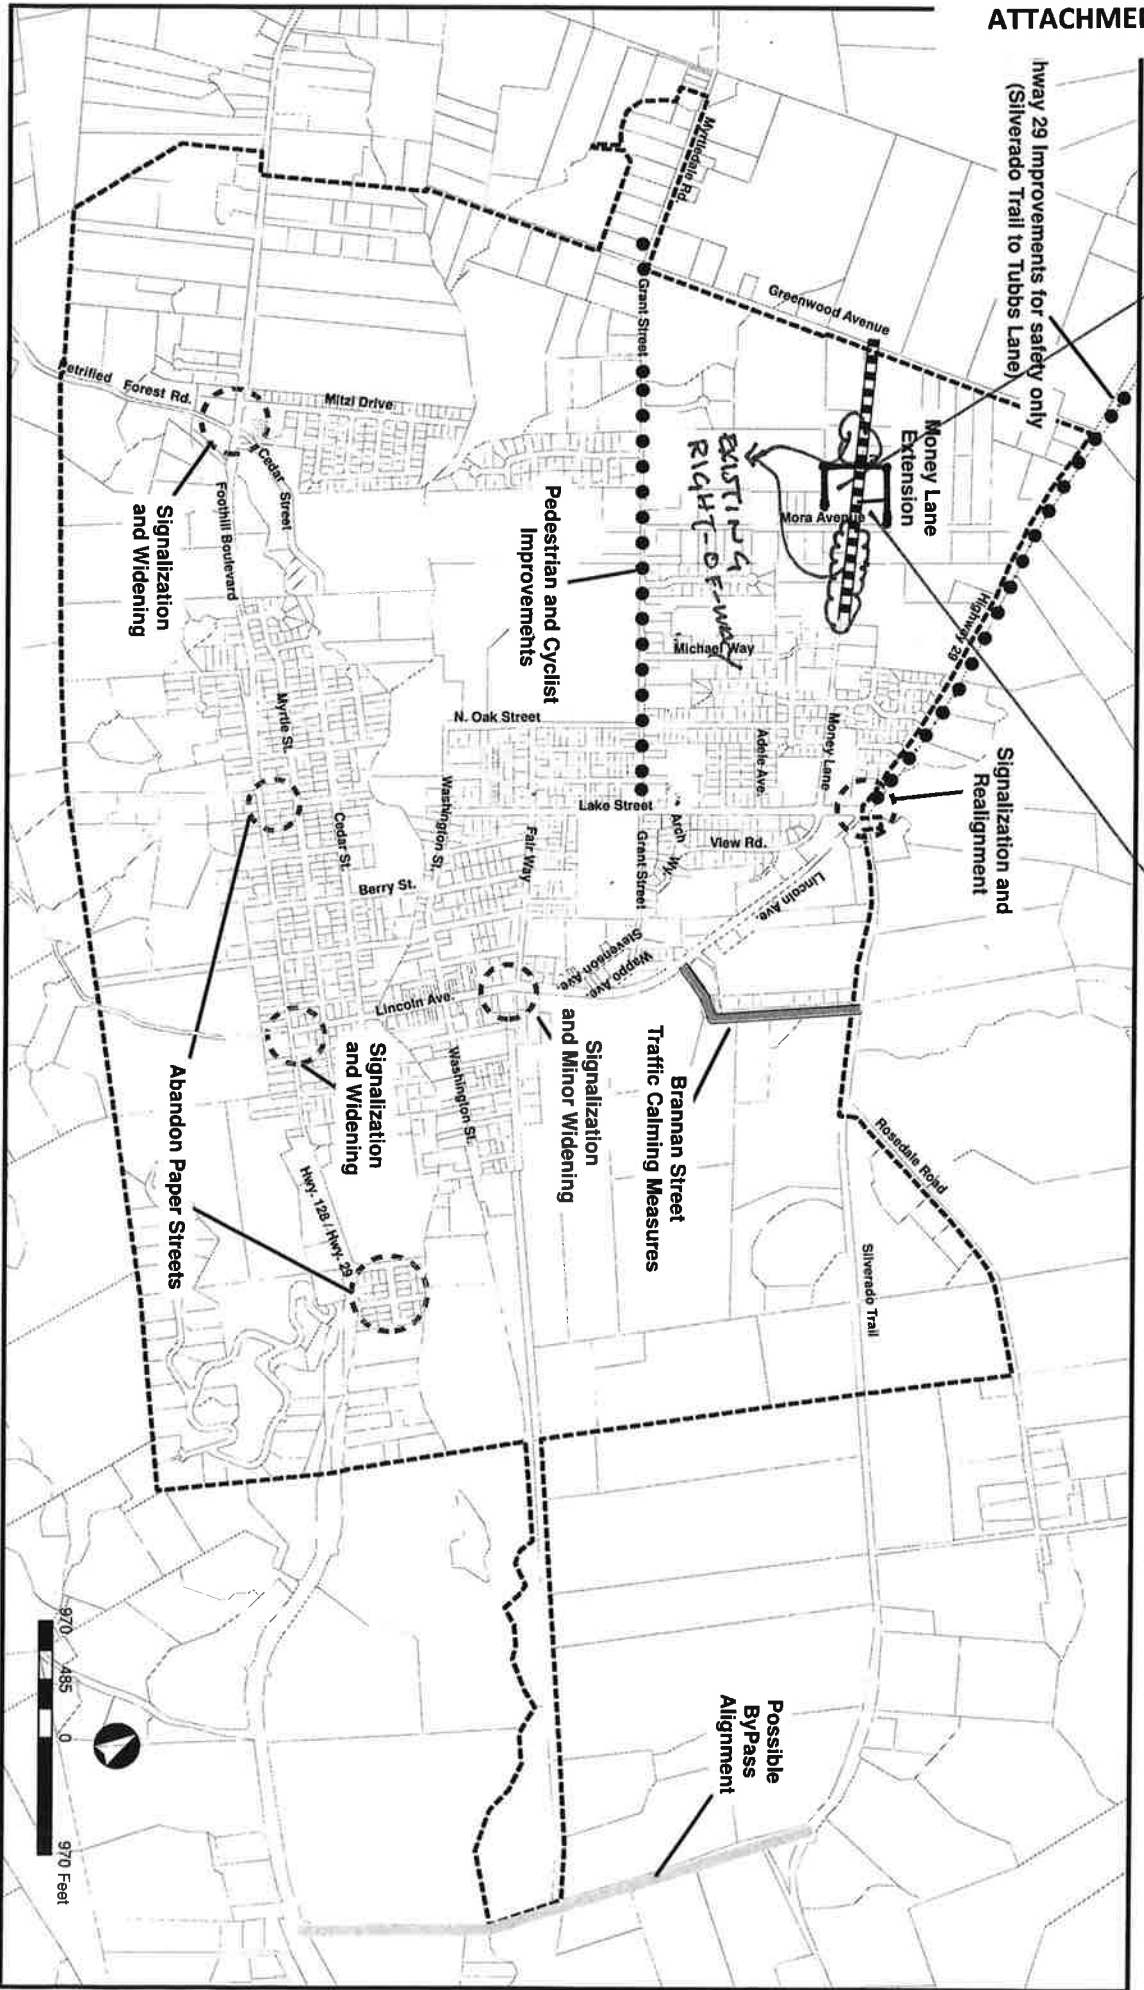 ATTACHME
hway 29 Improvements for safety only
(Silverado Trail to Tubbs Lane)
Myrtledale Rd
Greenwood Avenue
Grant Street
Money Lane
Extension
Mora Avenue
EXISTING
RIGHT-OF-WAY
Highway 29
Signalization and
Realignment
Pedestrian and Cyclist
Improvements
Michael Way
Money Lane
Adele Ave.
N. Oak Street
Lake Street
Arch Wy.
View Rd.
Grant Street
Lincoln Ave.
Stevenson Ave.
Wappo Ave.
Fair Way
Washington St.
etrified Forest Rd.
Mitzi Drive
Cedar Street
Foothill Boulevard
Signalization
and Widening
Myrtle St.
Cedar St.
Berry St.
Lincoln Ave.
Washington St.
Signalization
and Minor Widening
Brannan Street
Traffic Calming Measures
Signalization
and Widening
Abandon Paper Streets
Hwy. 128 / Hwy. 29
Rosedale Road
Silverado Trail
Possible
ByPass
Alignment
970 485 0 970 Feet